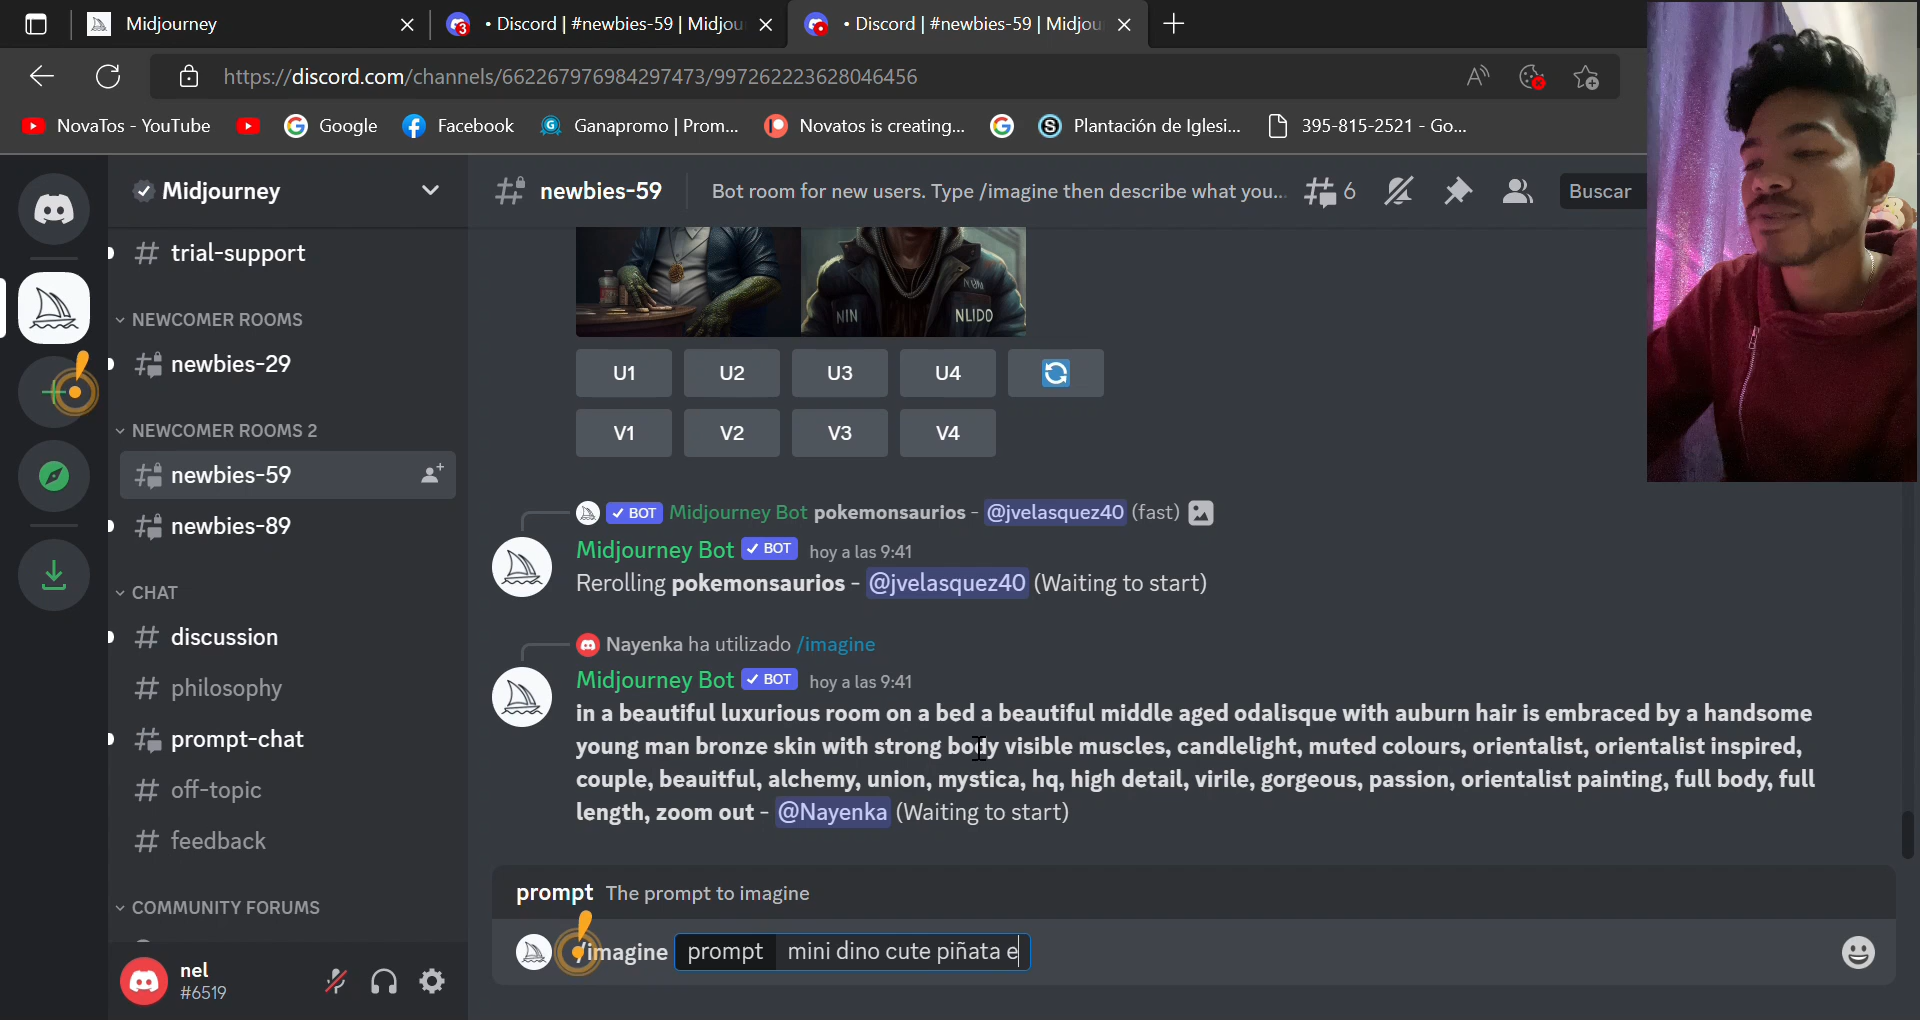 Midjourney
• Discord | #newbies-59 | Midjou
• Discord | #newbies-59 | Midjou
https://discord.com/channels/662267976984297473/997262223628046456
NovaTos - YouTube
Google
Facebook
Ganapromo | Prom...
Novatos is creating...
Plantación de Iglesi...
395-815-2521 - Go...
Midjourney
trial-support
NEWCOMER ROOMS
newbies-29
NEWCOMER ROOMS 2
newbies-59
newbies-89
CHAT
discussion
philosophy
prompt-chat
off-topic
feedback
COMMUNITY FORUMS
nel
#6519
newbies-59
Bot room for new users. Type /imagine then describe what you...
6
Buscar
NIN
NLIDO
U1 U2 U3 U4
V1 V2 V3 V4
BOT Midjourney Bot pokemonsaurios - @jvelasquez40 (fast)
Midjourney Bot BOT hoy a las 9:41
Rerolling pokemonsaurios - @jvelasquez40 (Waiting to start)
Nayenka ha utilizado /imagine
Midjourney Bot BOT hoy a las 9:41
in a beautiful luxurious room on a bed a beautiful middle aged odalisque with auburn hair is embraced by a handsome
young man bronze skin with strong body visible muscles, candlelight, muted colours, orientalist, orientalist inspired,
couple, beauitful, alchemy, union, mystica, hq, high detail, virile, gorgeous, passion, orientalist painting, full body, full
length, zoom out - @Nayenka (Waiting to start)
prompt The prompt to imagine
/imagine prompt mini dino cute piñata e